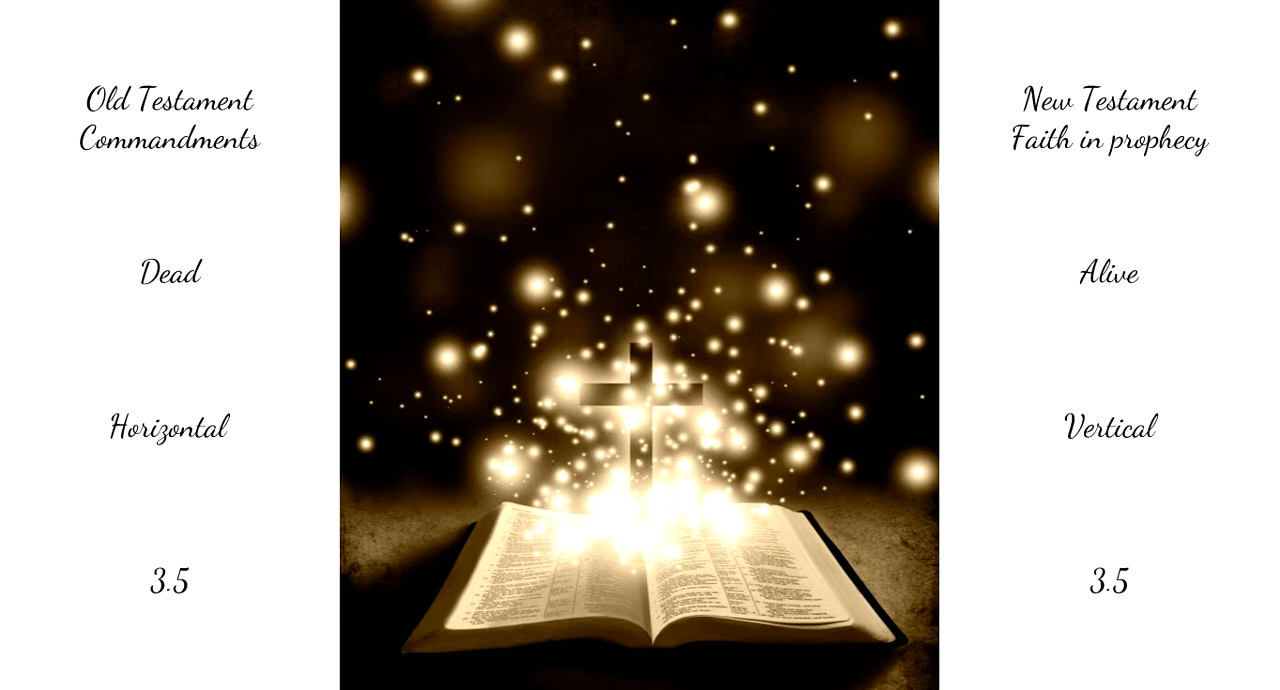 Old Testament
Commandments
Dead
Horizontal
3.5
New Testament
Faith in prophecy
Alive
Vertical
3.5